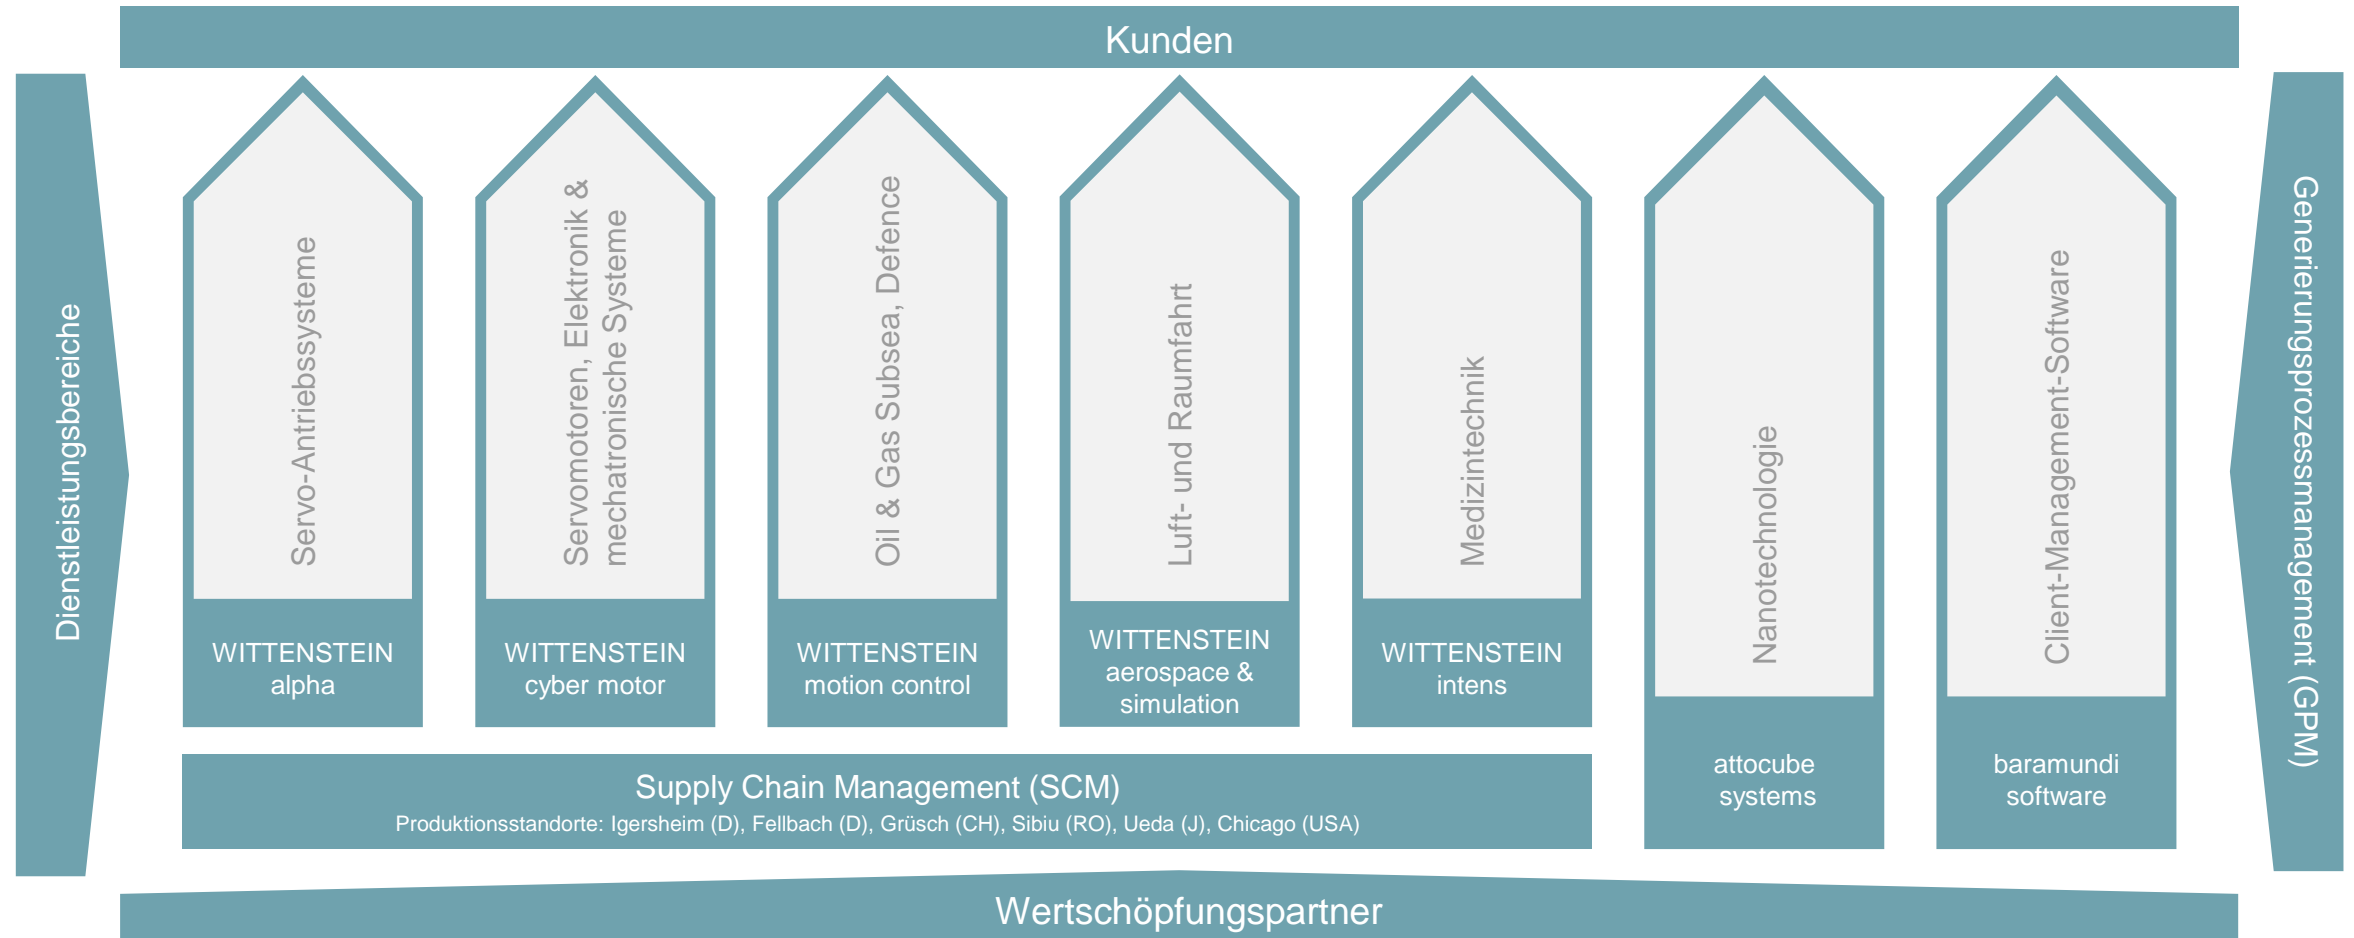 Kunden
Dienstleistungsbereiche
Servo-Antriebssysteme
WITTENSTEIN
alpha
Servomotoren, Elektronik &
mechatronische Systeme
WITTENSTEIN
cyber motor
Oil & Gas Subsea, Defence
WITTENSTEIN
motion control
Luft- und Raumfahrt
WITTENSTEIN
aerospace &
simulation
Medizintechnik
WITTENSTEIN
intens
Nanotechnologie
attocube
systems
Client-Management-Software
baramundi
software
Generierungsprozessmanagement (GPM)
Supply Chain Management (SCM)
Produktionsstandorte: Igersheim (D), Fellbach (D), Grüsch (CH), Sibiu (RO), Ueda (J), Chicago (USA)
Wertschöpfungspartner